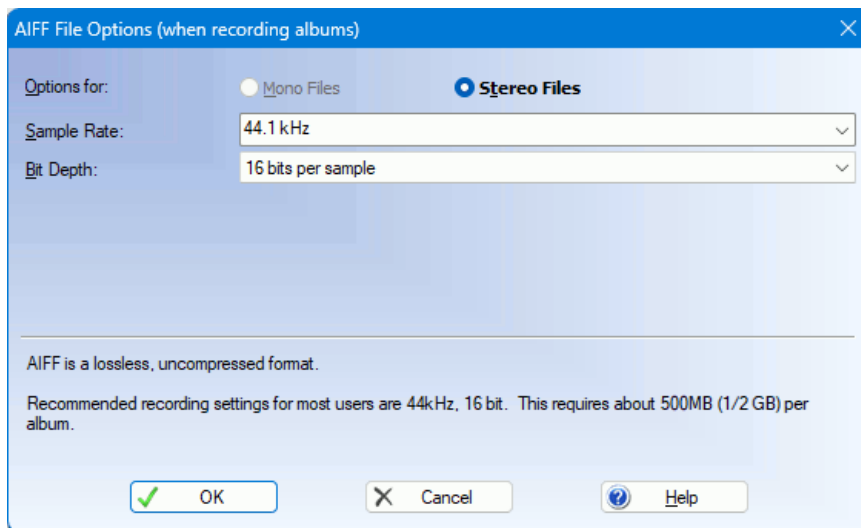 AIFF File Options (when recording albums)
Options for:
Mono Files
Stereo Files
Sample Rate:
44.1 kHz
Bit Depth:
16 bits per sample
AIFF is a lossless, uncompressed format.
Recommended recording settings for most users are 44kHz, 16 bit. This requires about 500MB (1/2 GB) per
album.
OK
Cancel
Help